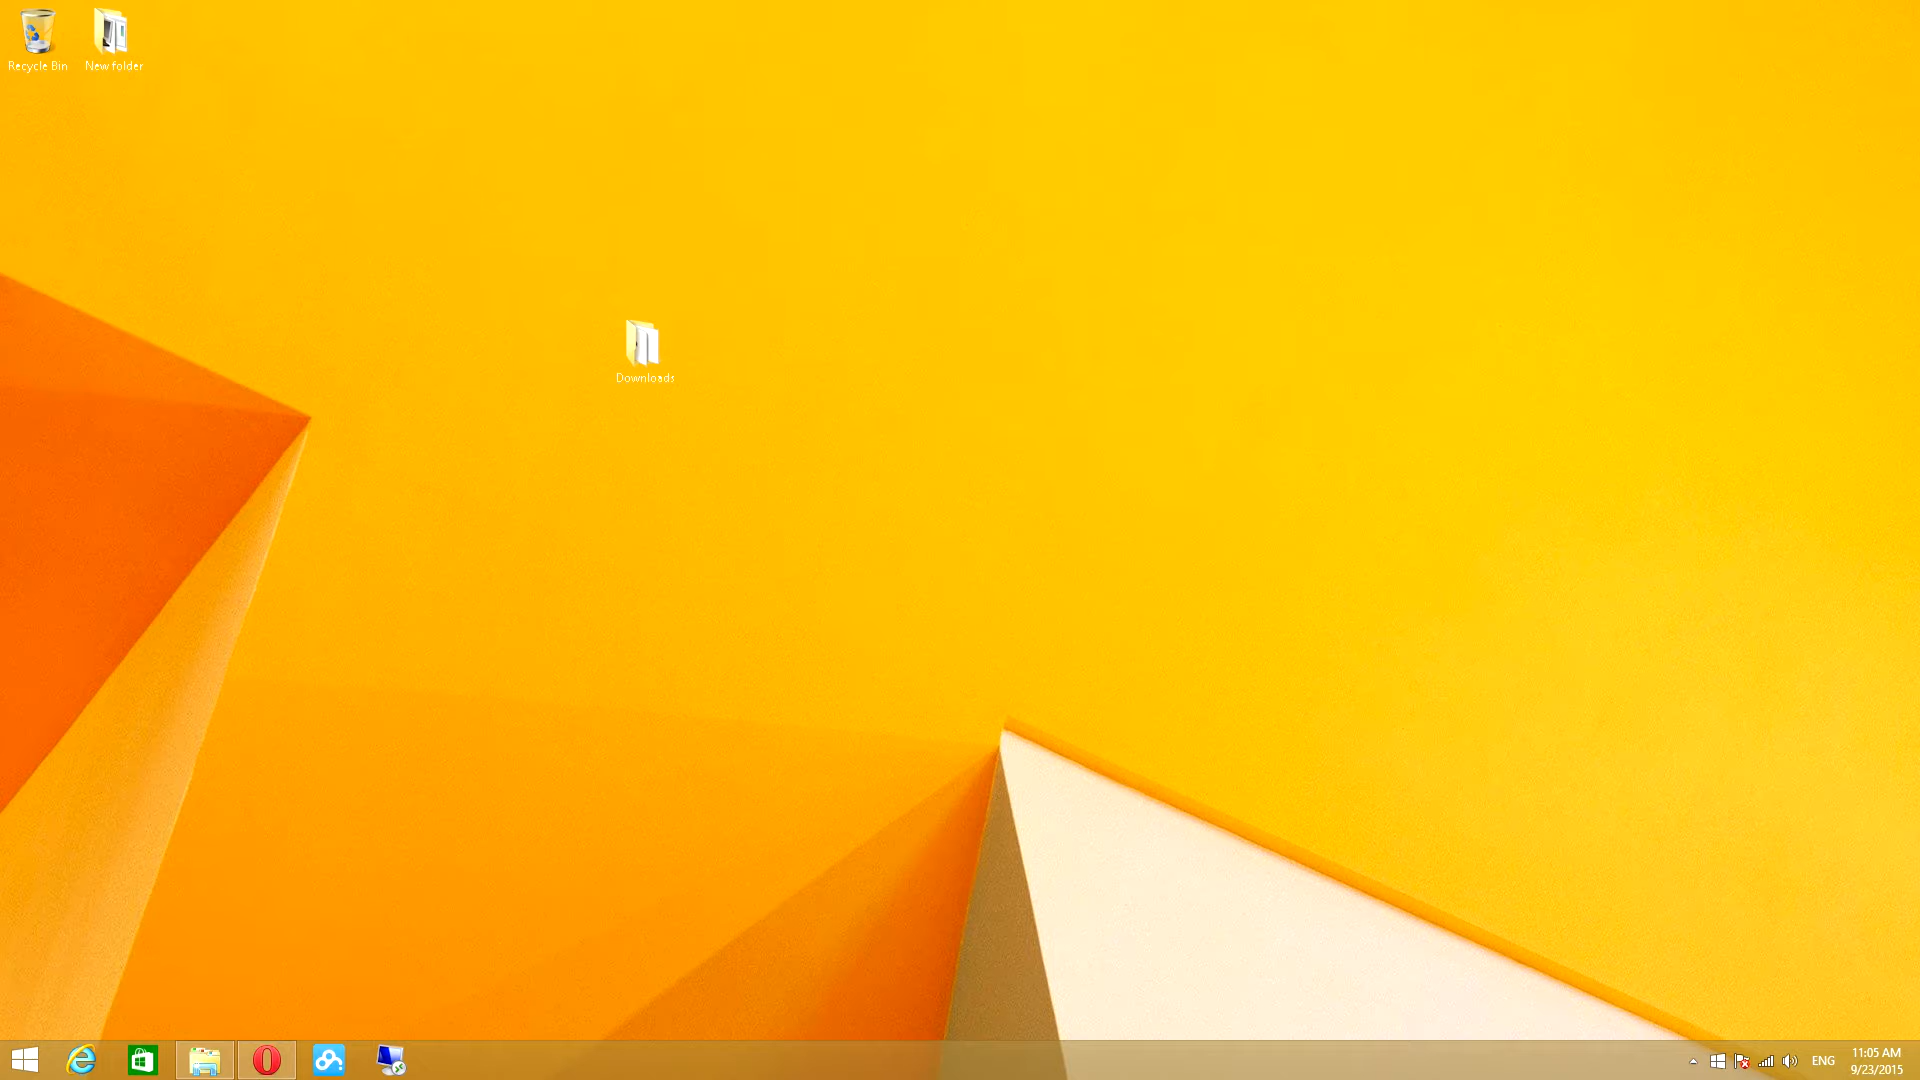 Recycle Bin
New folder
Downloads
ENG
11:05 AM
9/23/2015